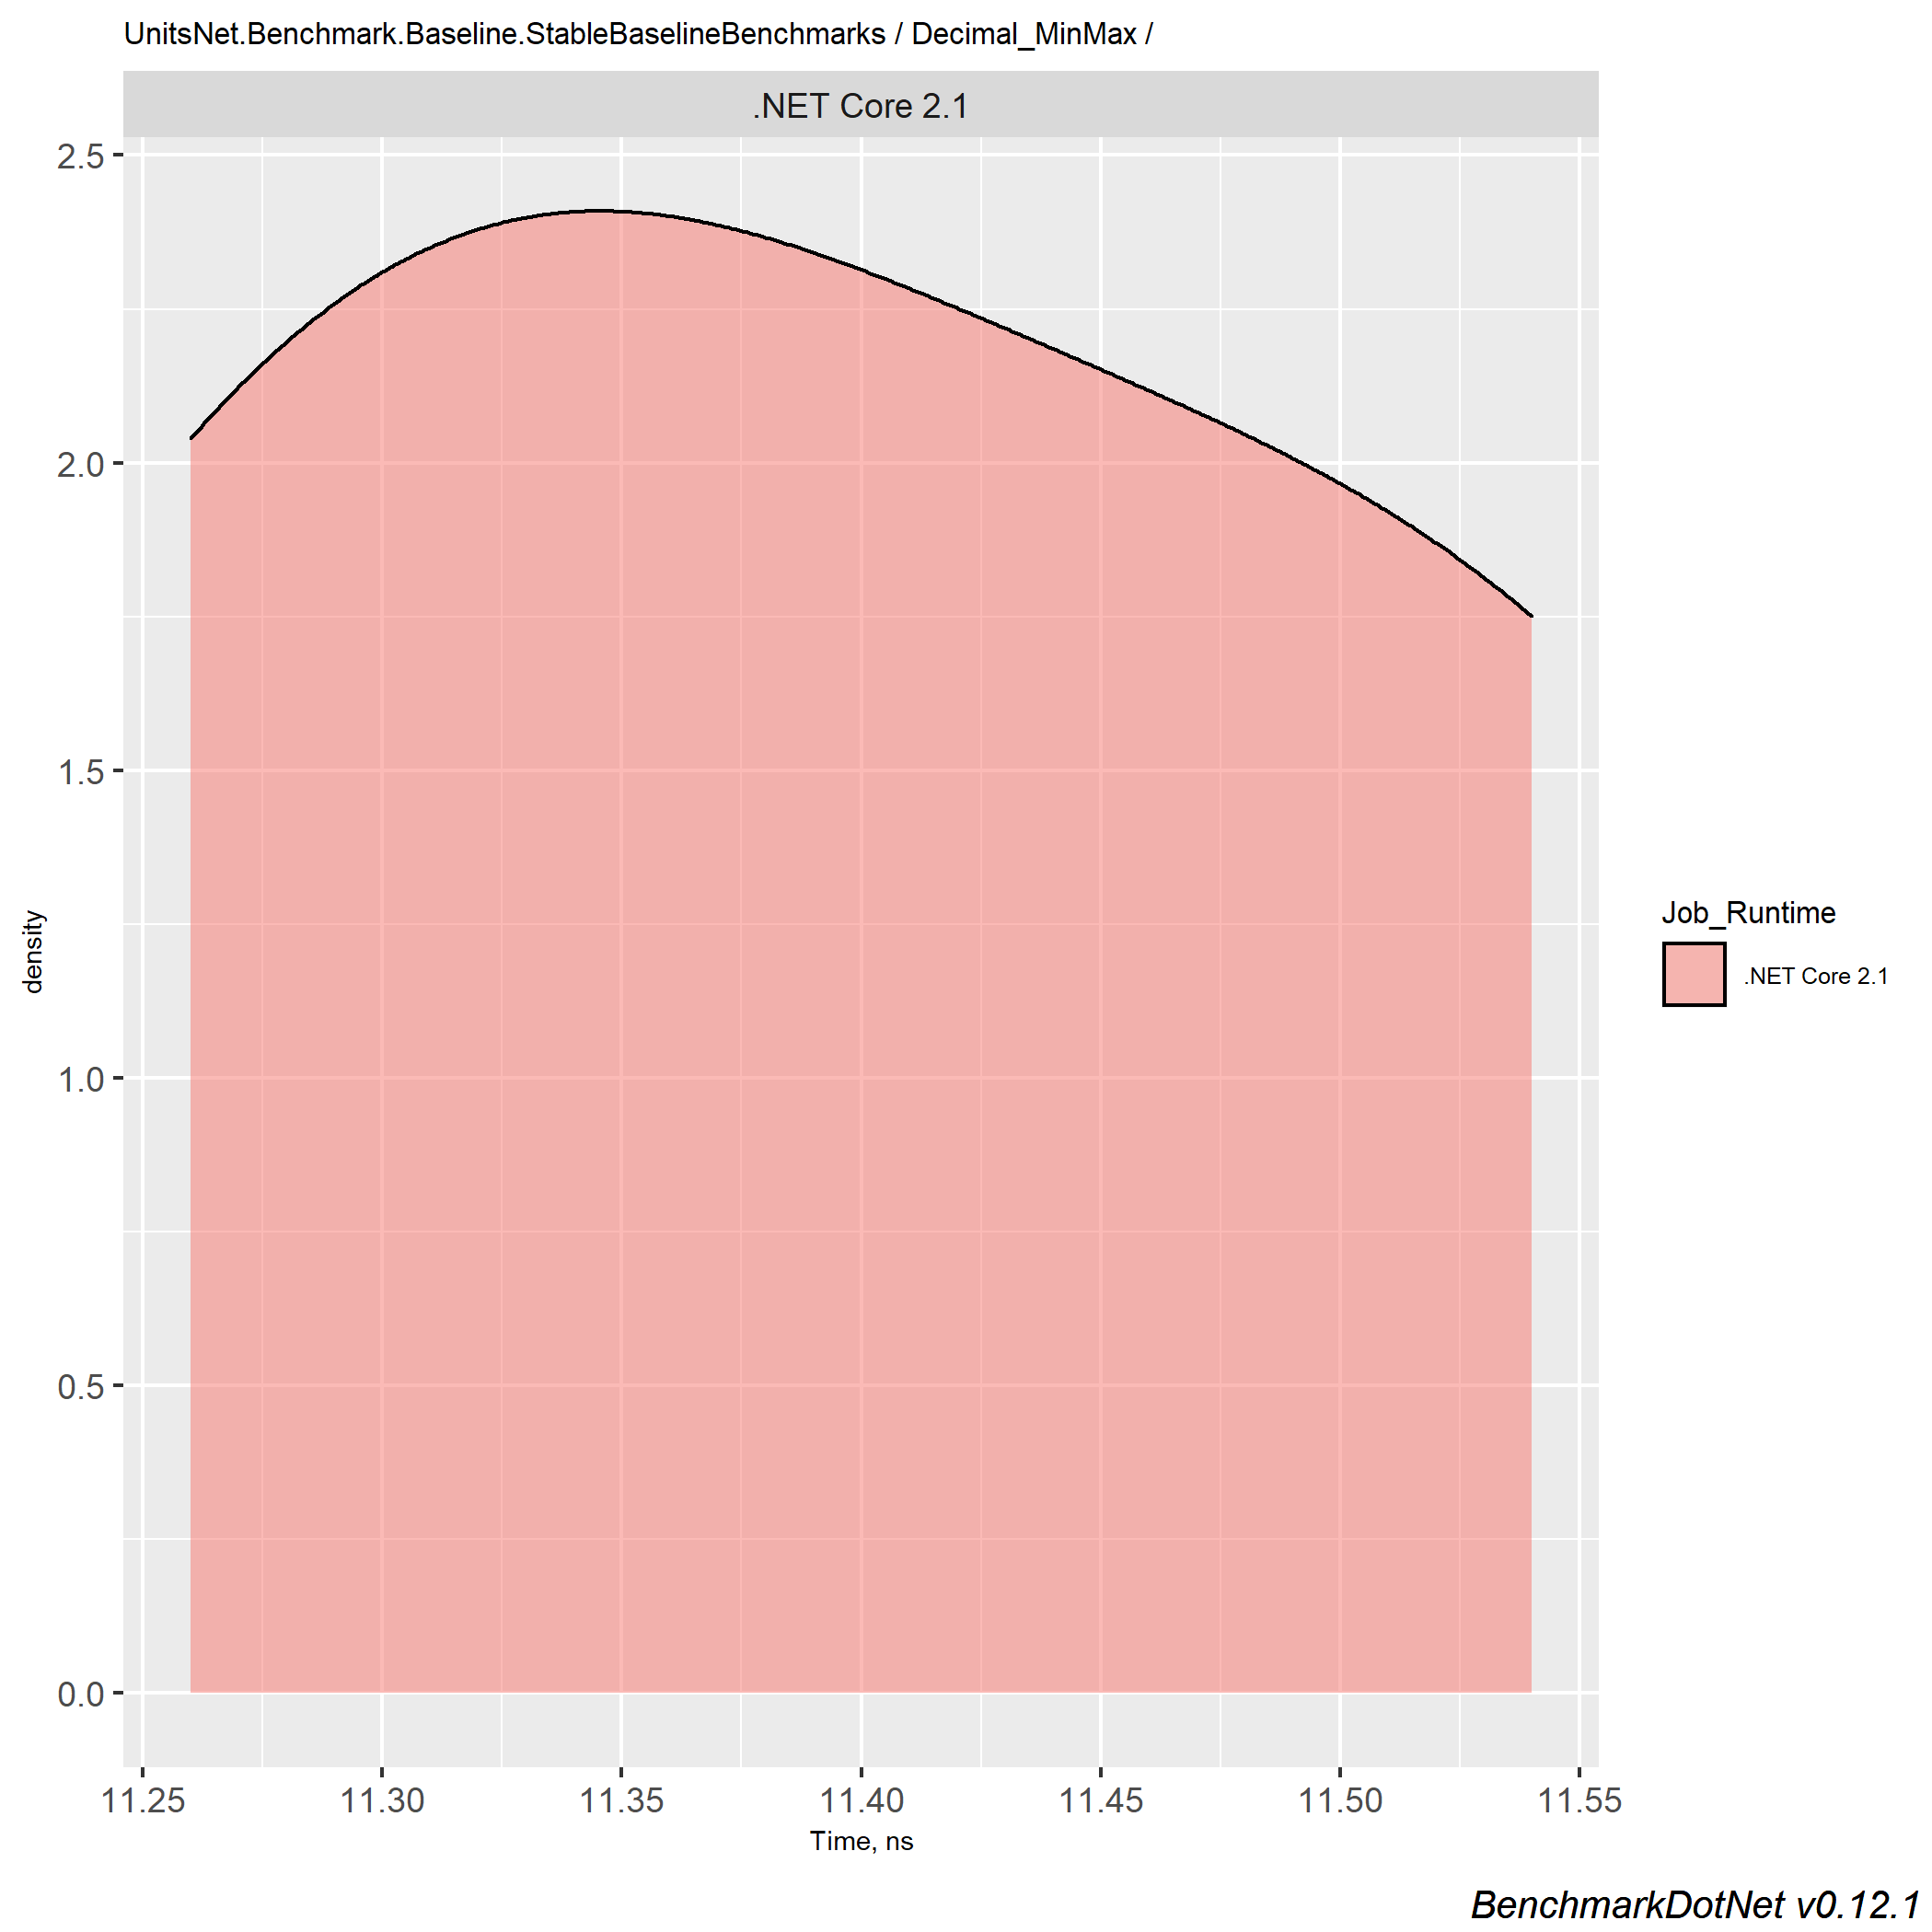 UnitsNet.Benchmark.Baseline.StableBaselineBenchmarks / Decimal_MinMax /
.NET Core 2.1
2.5
2.0
1.5
1.0
0.5
0.0
density
11.25 11.30 11.35 11.40 11.45 11.50 11.55
Time, ns
Job_Runtime
.NET Core 2.1
BenchmarkDotNet v0.12.1